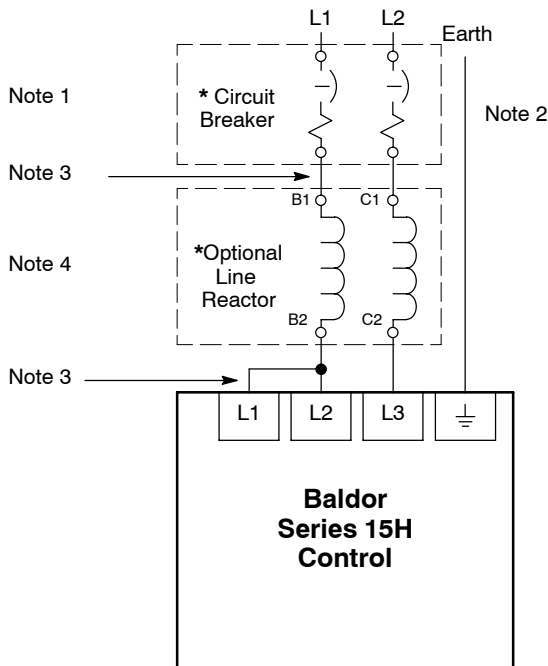 L1 L2
Earth
Note 1
* Circuit
Breaker
Note 2
Note 3
B1 C1
Note 4
*Optional
Line
Reactor
B2 C2
Note 3
L1 L2 L3
Baldor
Series 15H
Control